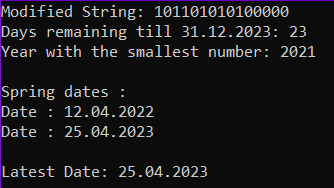 Modified String: 101101010100000
Days remaining till 31.12.2023: 23
Year with the smallest number: 2021

Spring dates :
Date : 12.04.2022
Date : 25.04.2023

Latest Date: 25.04.2023